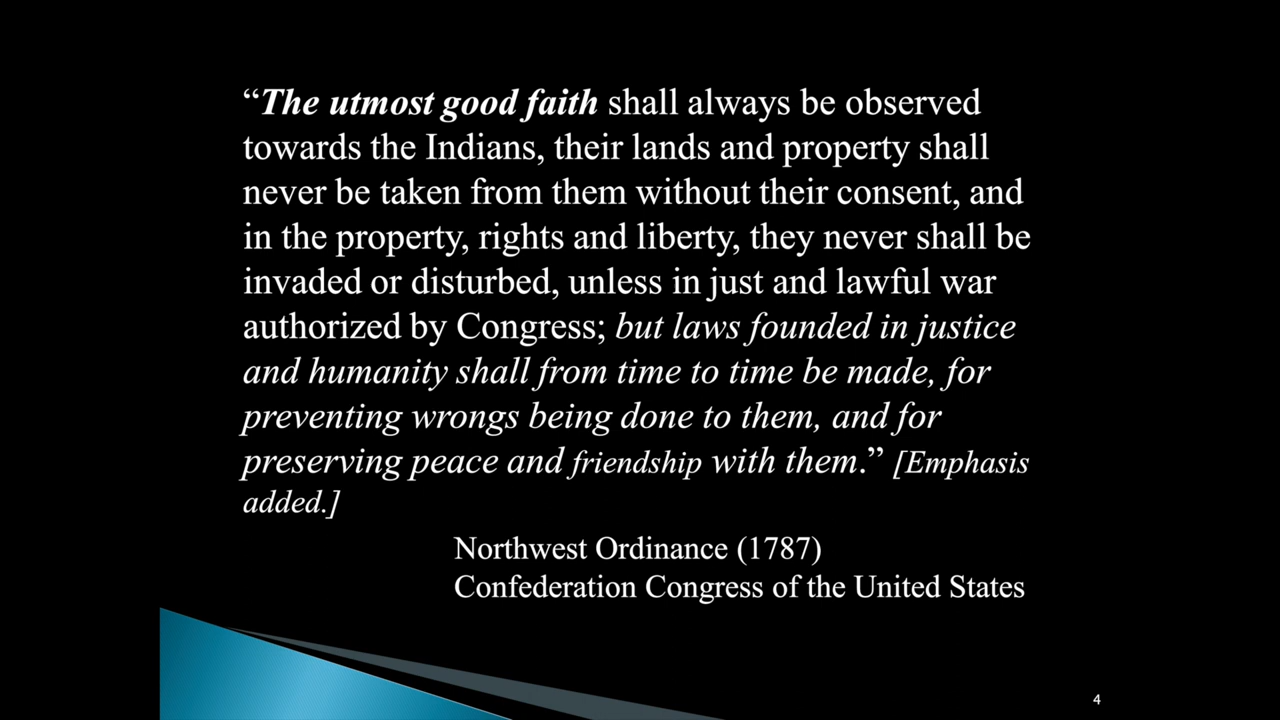 “The utmost good faith shall always be observed
towards the Indians, their lands and property shall
never be taken from them without their consent, and
in the property, rights and liberty, they never shall be
invaded or disturbed, unless in just and lawful war
authorized by Congress; but laws founded in justice
and humanity shall from time to time be made, for
preventing wrongs being done to them, and for
preserving peace and friendship with them.” [Emphasis
added.]
Northwest Ordinance (1787)
Confederation Congress of the United States
4